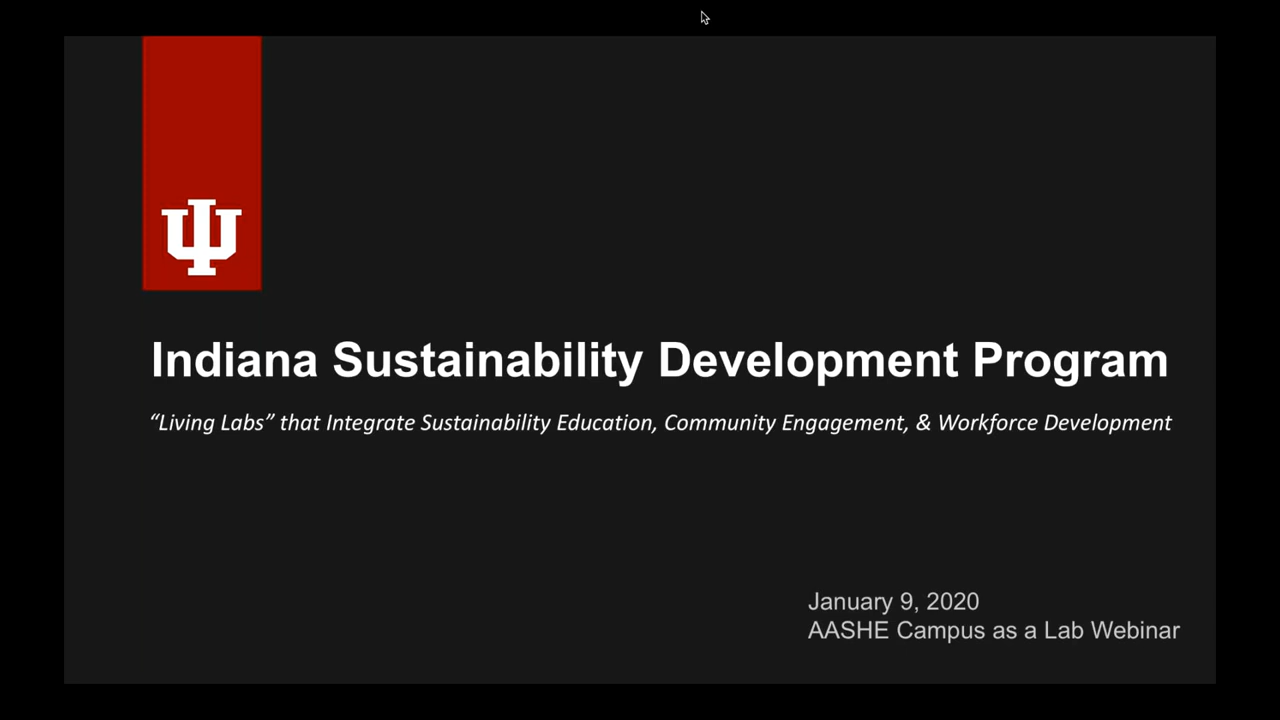 Indiana Sustainability Development Program
“Living Labs” that Integrate Sustainability Education, Community Engagement, & Workforce Development
January 9, 2020
AASHE Campus as a Lab Webinar